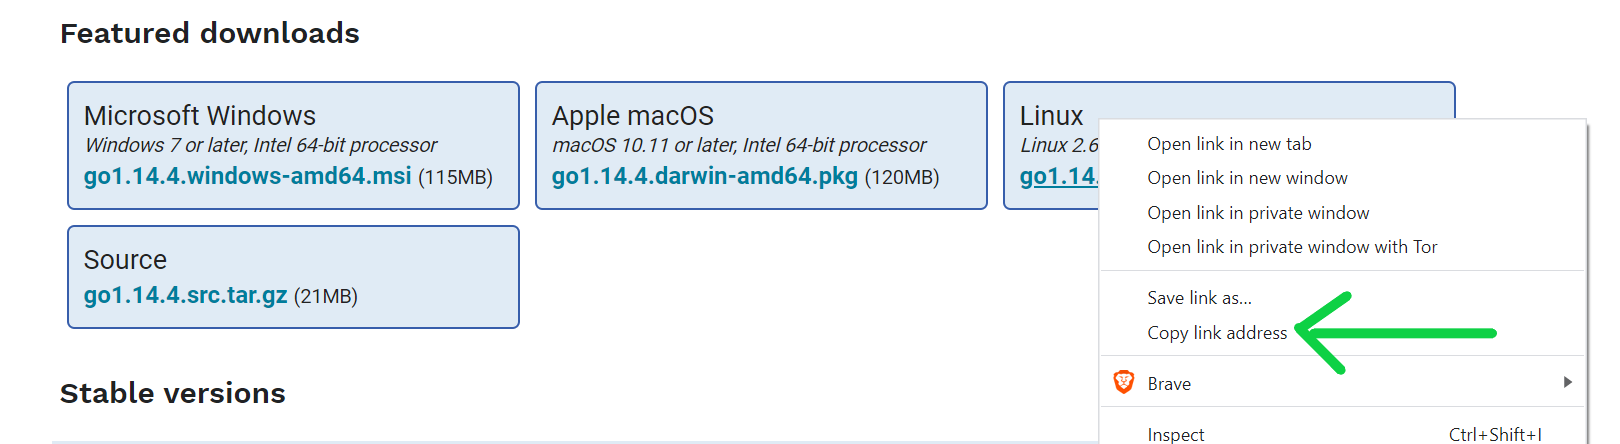 Featured downloads
Microsoft Windows
Windows 7 or later, Intel 64-bit processor
go1.14.4.windows-amd64.msi (115MB)
Apple macOS
macOS 10.11 or later, Intel 64-bit processor
go1.14.4.darwin-amd64.pkg (120MB)
Linux
Linux 2.6
go1.14.
Source
go1.14.4.src.tar.gz (21MB)
Stable versions
Open link in new tab
Open link in new window
Open link in private window
Open link in private window with Tor
Save link as...
Copy link address
Brave
Inspect Ctrl+Shift+I